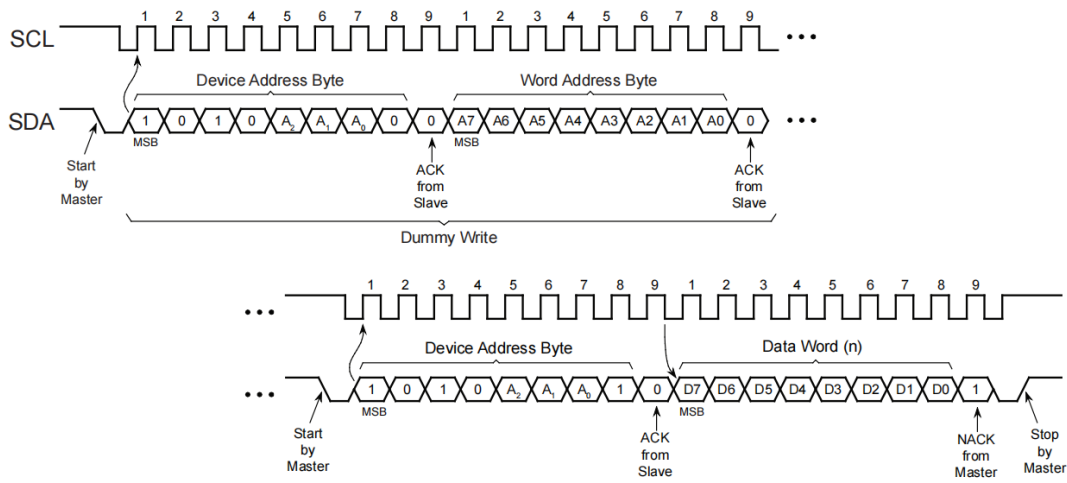 1 2 3 4 5 6 7 8 9 1 2 3 4 5 6 7 8 9
SCL
Device Address Byte Word Address Byte
SDA 1 0 1 0 A2 A1 A0 0 0 A7 A6 A5 A4 A3 A2 A1 A0 0
MSB MSB
Start
by
Master
ACK
from
Slave
ACK
from
Slave
Dummy Write
1 2 3 4 5 6 7 8 9 1 2 3 4 5 6 7 8 9
Device Address Byte Data Word (n)
1 0 1 0 A2 A1 A0 1 0 D7 D6 D5 D4 D3 D2 D1 D0 1
MSB MSB
Start
by
Master
ACK
from
Slave
NACK
from
Master
Stop
by
Master